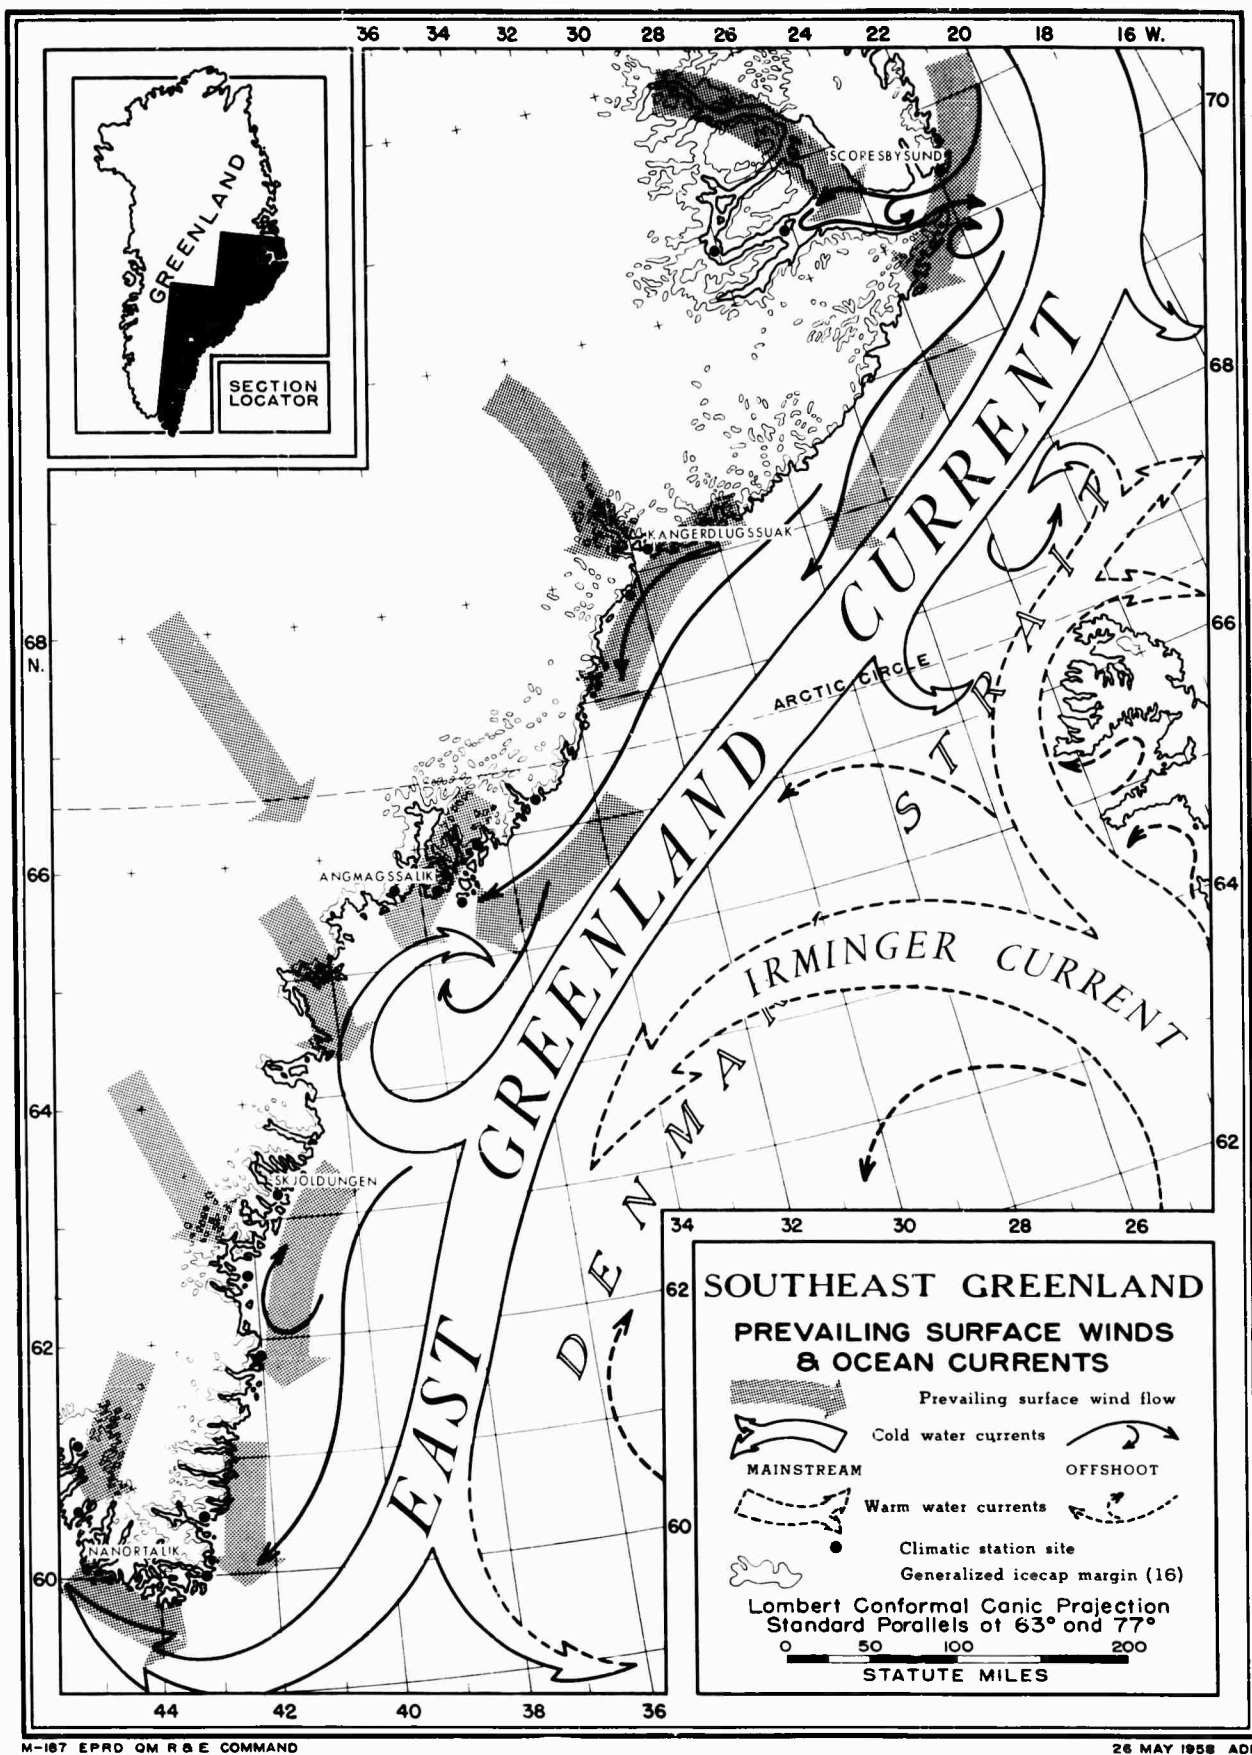 36 34 32 30 28 26 24 22 20 18 16 W.
70
GREENLAND
SECTION
LOCATOR
SCORESBYSUND
68
KANGERDLUGSSUAK
68
N.
66
ARCTIC CIRCLE
EAST GREENLAND CURRENT
DENMARK STRAIT
66
ANGMAGSSALIK
64
IRMINGER CURRENT
64
62
SKJOLDUNGEN
34 32 30 28 26
62
62
60
NANORTALIK
60
44 42 40 38 36
SOUTHEAST GREENLAND
PREVAILING SURFACE WINDS
& OCEAN CURRENTS
Prevailing surface wind flow
Cold water currents
MAINSTREAM OFFSHOOT
Warm water currents
Climatic station site
Generalized icecap margin (16)
Lombert Conformal Canic Projection
Standard Parallels at 63° and 77°
0 50 100 200
STATUTE MILES
M-187 EPRD QM R & E COMMAND
26 MAY 1958 AD